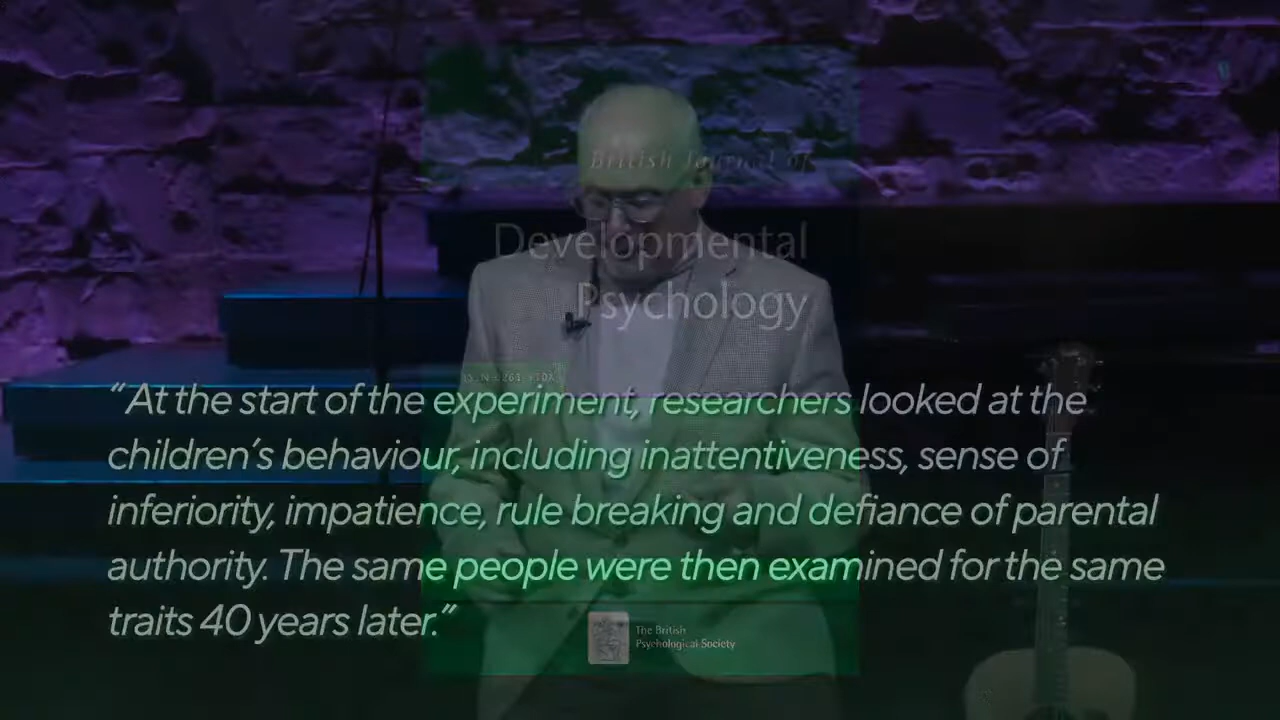 British Journal of
Developmental
Psychology
“At the start of the experiment, researchers looked at the
children’s behaviour, including inattentiveness, sense of
inferiority, impatience, rule breaking and defiance of parental
authority. The same people were then examined for the same
traits 40 years later.”
The British
Psychological Society